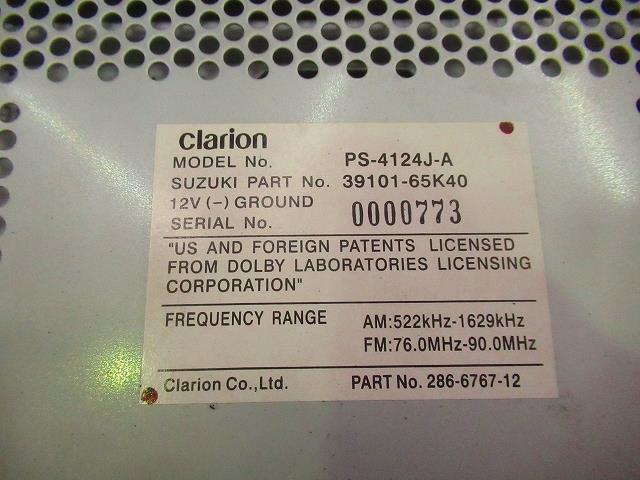 clarion
MODEL No. PS-4124J-A
SUZUKI PART No. 39101-65K40
12V (-) GROUND
SERIAL No. 0000773
"US AND FOREIGN PATENTS LICENSED
FROM DOLBY LABORATORIES LICENSING
CORPORATION"
FREQUENCY RANGE AM:522kHz-1629kHz
FM:76.0MHz-90.0MHz
Clarion Co.,Ltd. PART No. 286-6767-12